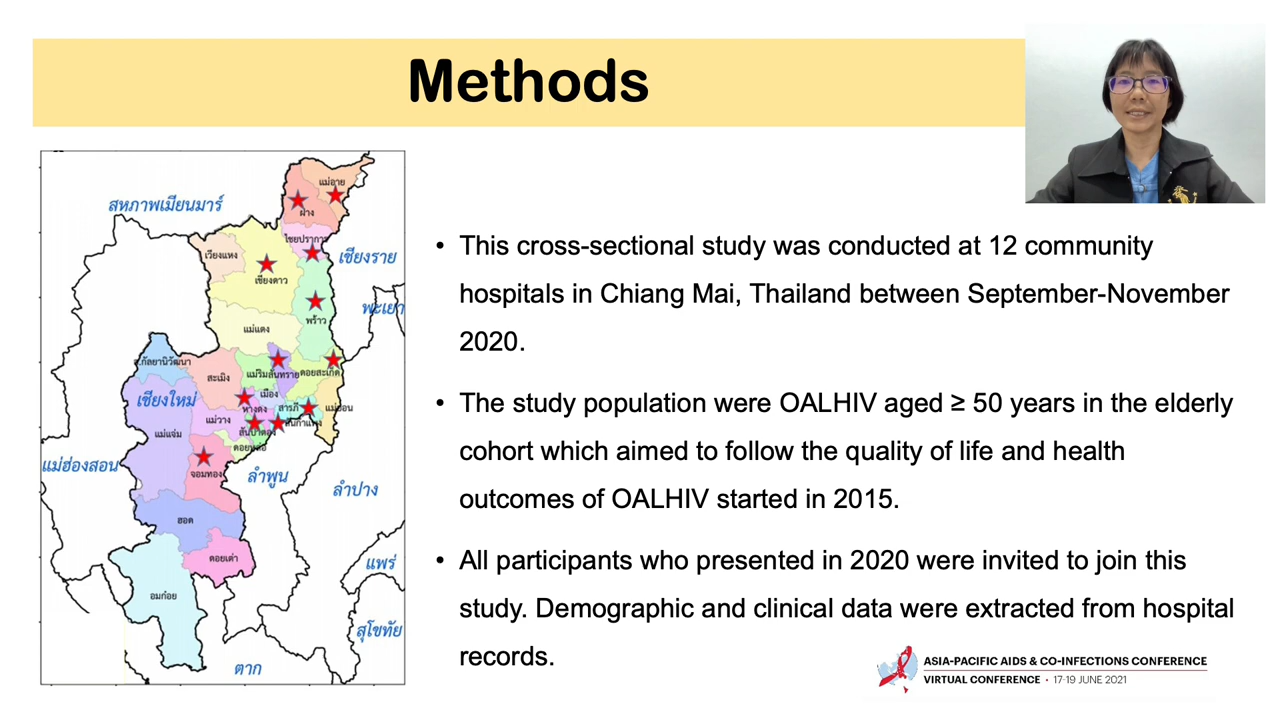 Methods
สหภาพเมียนมาร์
แม่อาย
ฝาง
ไชยปราการ
เวียงแหง
เชียงดาว
เชียงราย
พร้าว
พะเยา
แม่แตง
กัลยานิวัฒนา
สะเมิง
แม่ริม
สันทราย
ดอยสะเก็ด
เชียงใหม่
เมือง
หางดง
สารภี
แม่ออน
แม่แจ่ม
แม่วาง
สันป่าตอง
สันกำแพง
ดอยหล่อ
แม่ฮ่องสอน
จอมทอง
ลำพูน
ลำปาง
ฮอด
ดอยเต่า
แพร่
อมก๋อย
สุโขทัย
ตาก
• This cross-sectional study was conducted at 12 community
hospitals in Chiang Mai, Thailand between September-November
2020.
• The study population were OALHIV aged ≥ 50 years in the elderly
cohort which aimed to follow the quality of life and health
outcomes of OALHIV started in 2015.
• All participants who presented in 2020 were invited to join this
study. Demographic and clinical data were extracted from hospital
records.
ASIA-PACIFIC AIDS & CO-INFECTIONS CONFERENCE
VIRTUAL CONFERENCE • 17-19 JUNE 2021